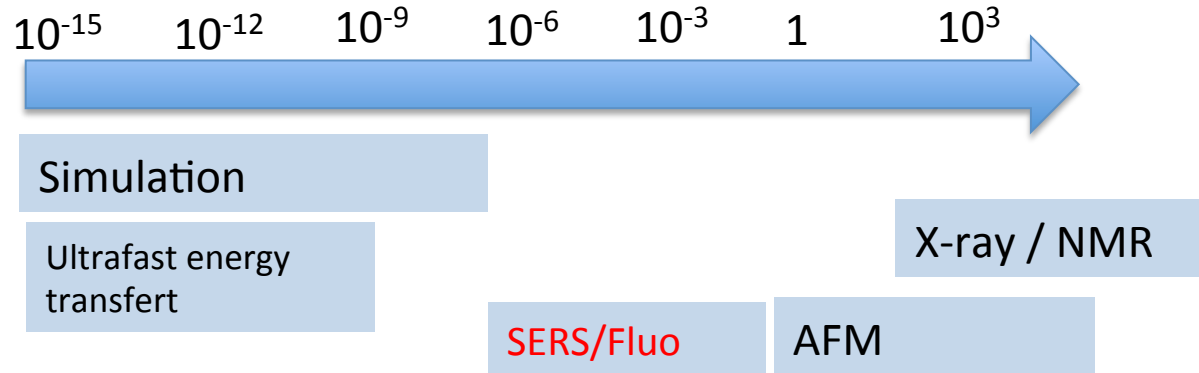 10⁻¹⁵ 10⁻¹² 10⁻⁹ 10⁻⁶ 10⁻³ 1 10³
Simulation
Ultrafast energy
transfert
X-ray / NMR
SERS/Fluo
AFM